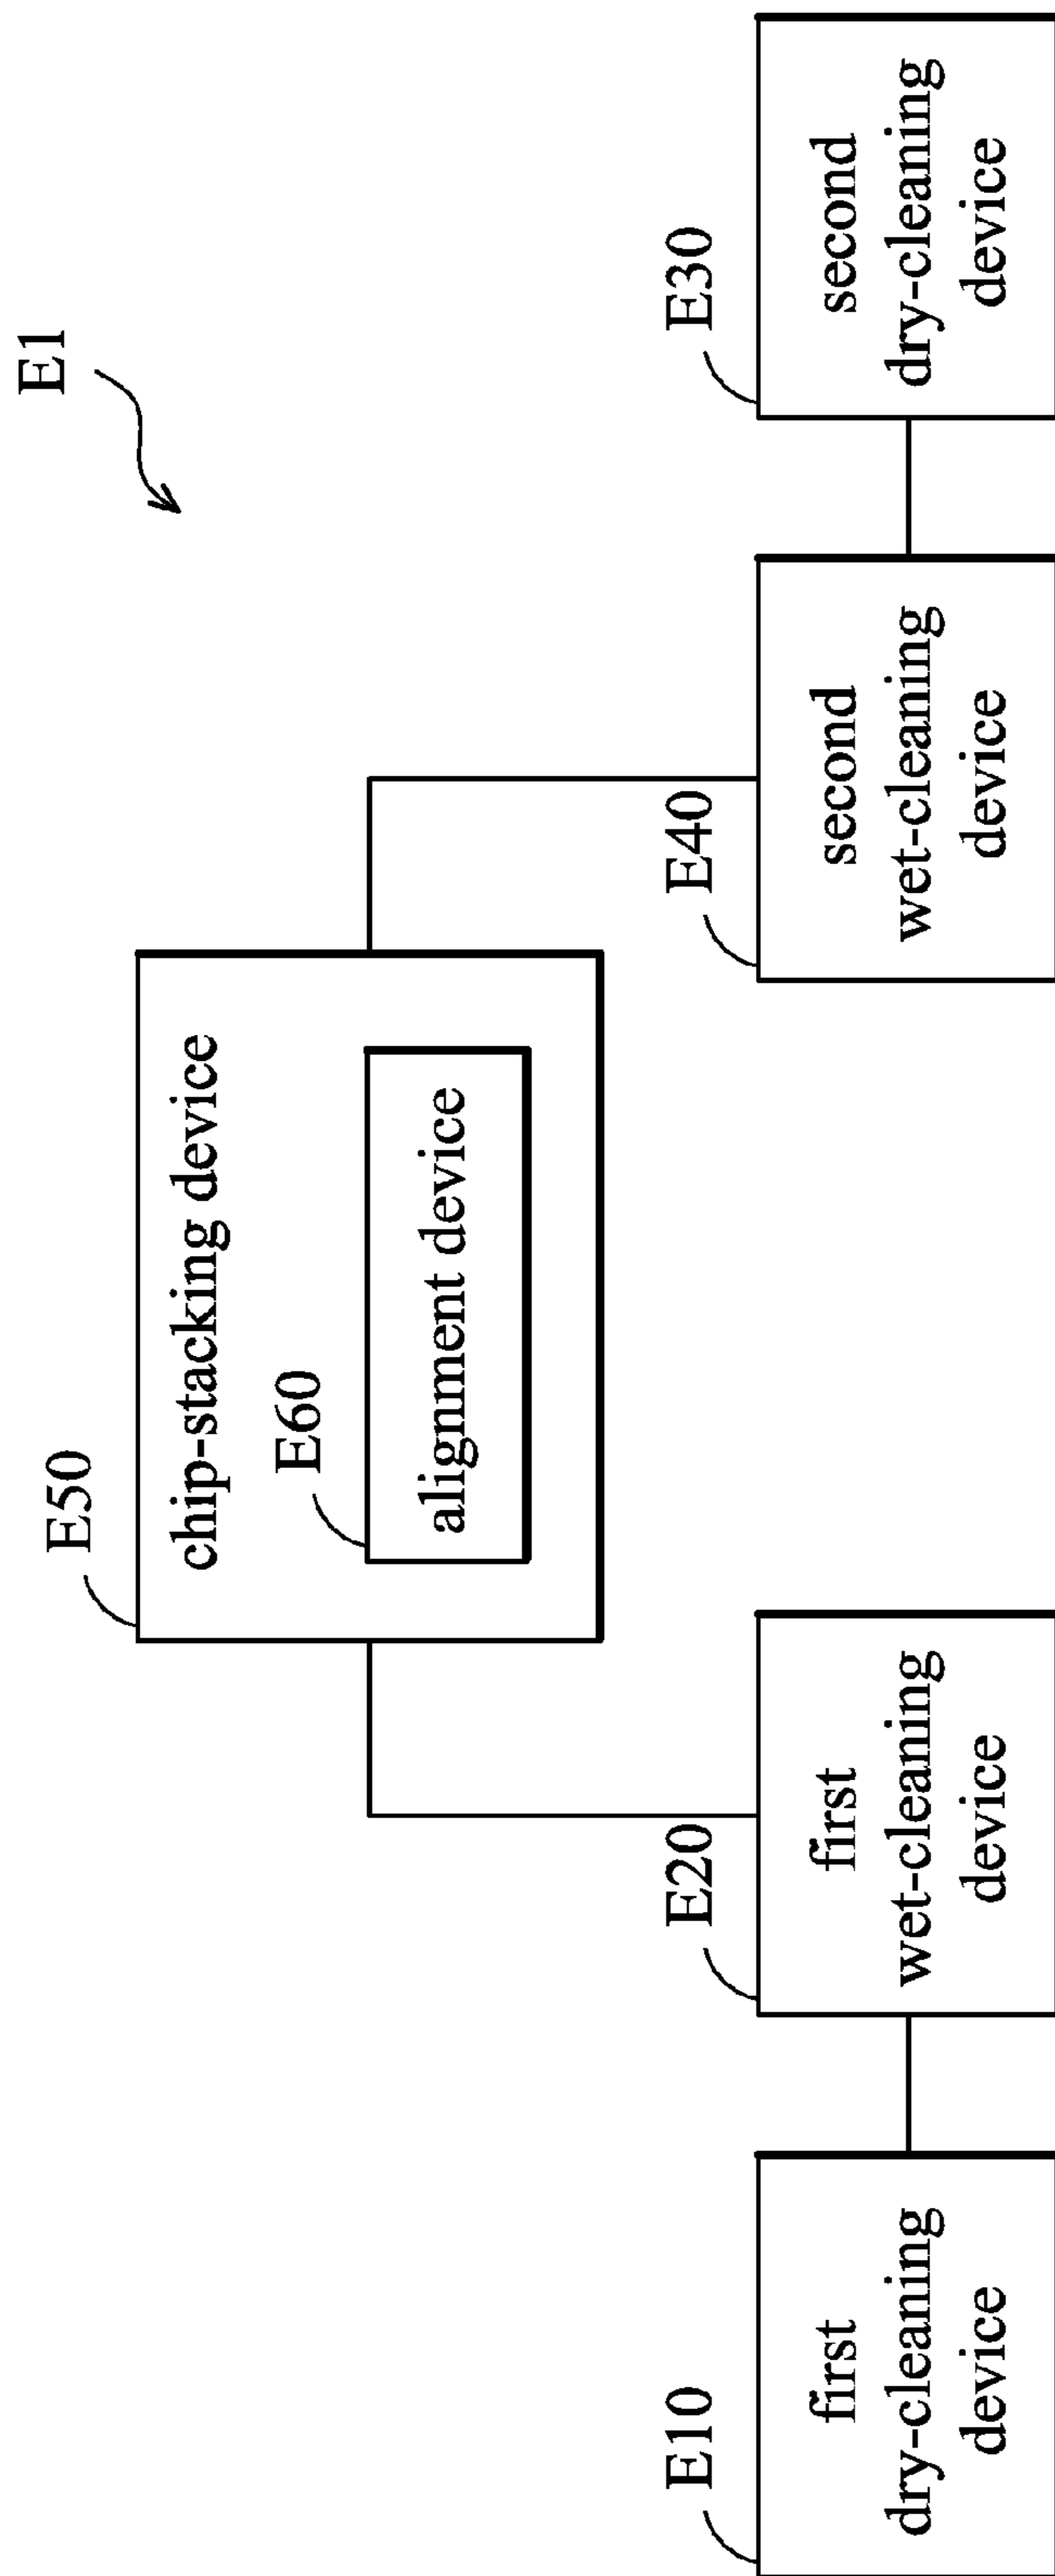 E1
E50
chip-stacking device
E60
alignment device
E10
first
dry-cleaning
device
E20
first
wet-cleaning
device
E40
second
wet-cleaning
device
E30
second
dry-cleaning
device